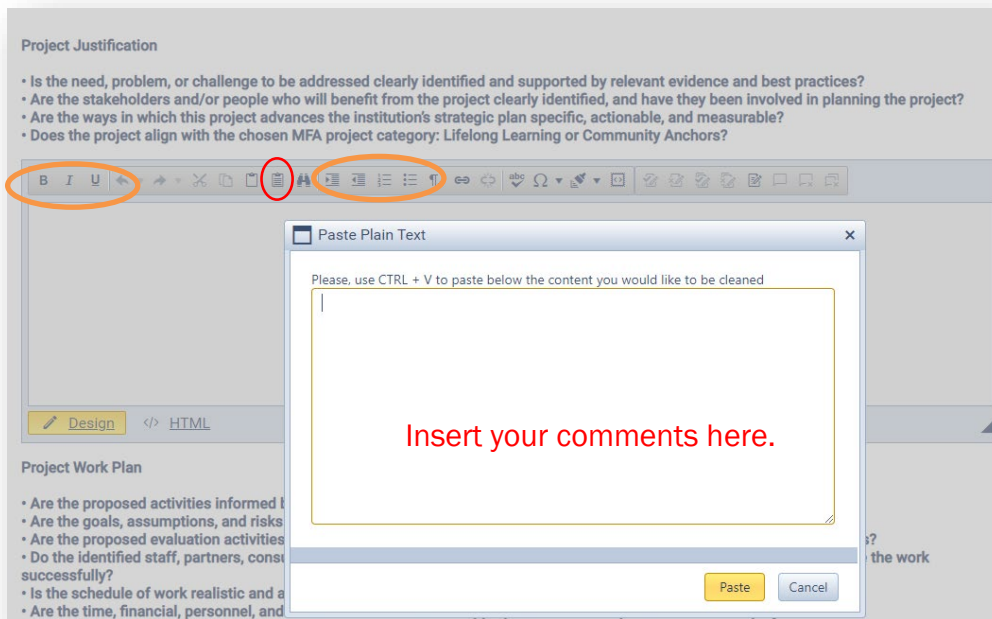 Project Justification
• Is the need, problem, or challenge to be addressed clearly identified and supported by relevant evidence and best practices?
• Are the stakeholders and/or people who will benefit from the project clearly identified, and have they been involved in planning the project?
• Are the ways in which this project advances the institution's strategic plan specific, actionable, and measurable?
• Does the project align with the chosen MFA project category: Lifelong Learning or Community Anchors?
B I U abc Ω
Paste Plain Text
Please, use CTRL + V to paste below the content you would like to be cleaned
Insert your comments here.
Design </> HTML
Project Work Plan
• Are the proposed activities informed
• Are the goals, assumptions, and risks
• Are the proposed evaluation activities s?
• Do the identified staff, partners, the work
successfully?
• Is the schedule of work realistic and
• Are the time, financial, personnel, and
Paste Cancel